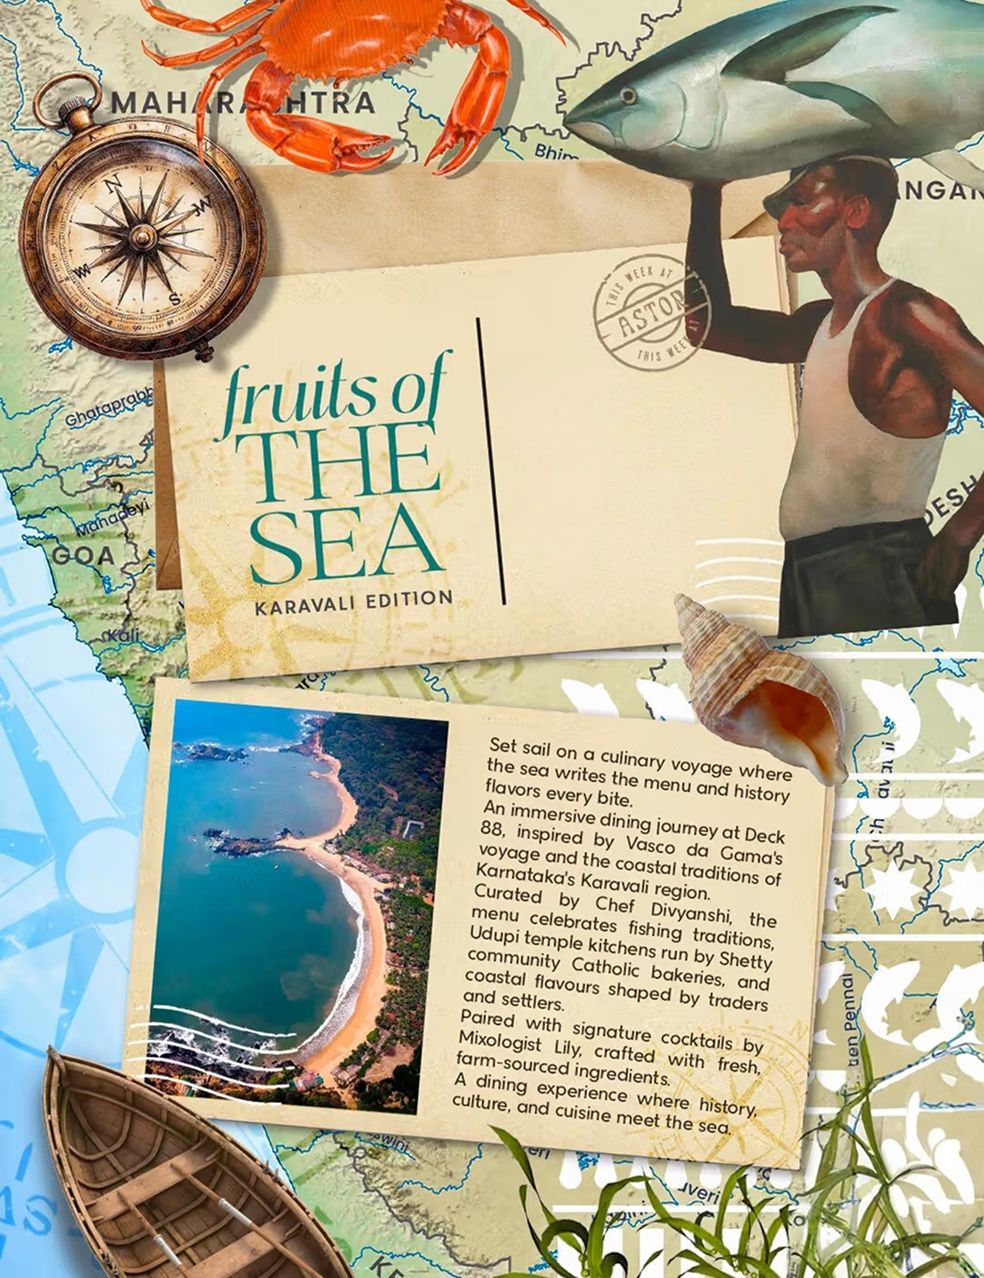 MAHARASHTRA
Ghataprabh
Mahadeyi
GOA
Kali
THIS WEEK AT
ASTOR
THIS WEEK AT
fruits of
THE
SEA
KARAVALI EDITION
DESH
Set sail on a culinary voyage where
the sea writes the menu and history
flavors every bite.
An immersive dining journey at Deck
88, inspired by Vasco da Gama's
voyage and the coastal traditions of
Karnataka's Karavali region.
Curated by Chef Divyanshi, the
menu celebrates fishing traditions,
Udupi temple kitchens run by Shetty
community Catholic bakeries, and
coastal flavours shaped by traders
and settlers.
Paired with signature cocktails by
Mixologist Lily, crafted with fresh,
farm-sourced ingredients.
A dining experience where history,
culture, and cuisine meet the sea.
N
W
S